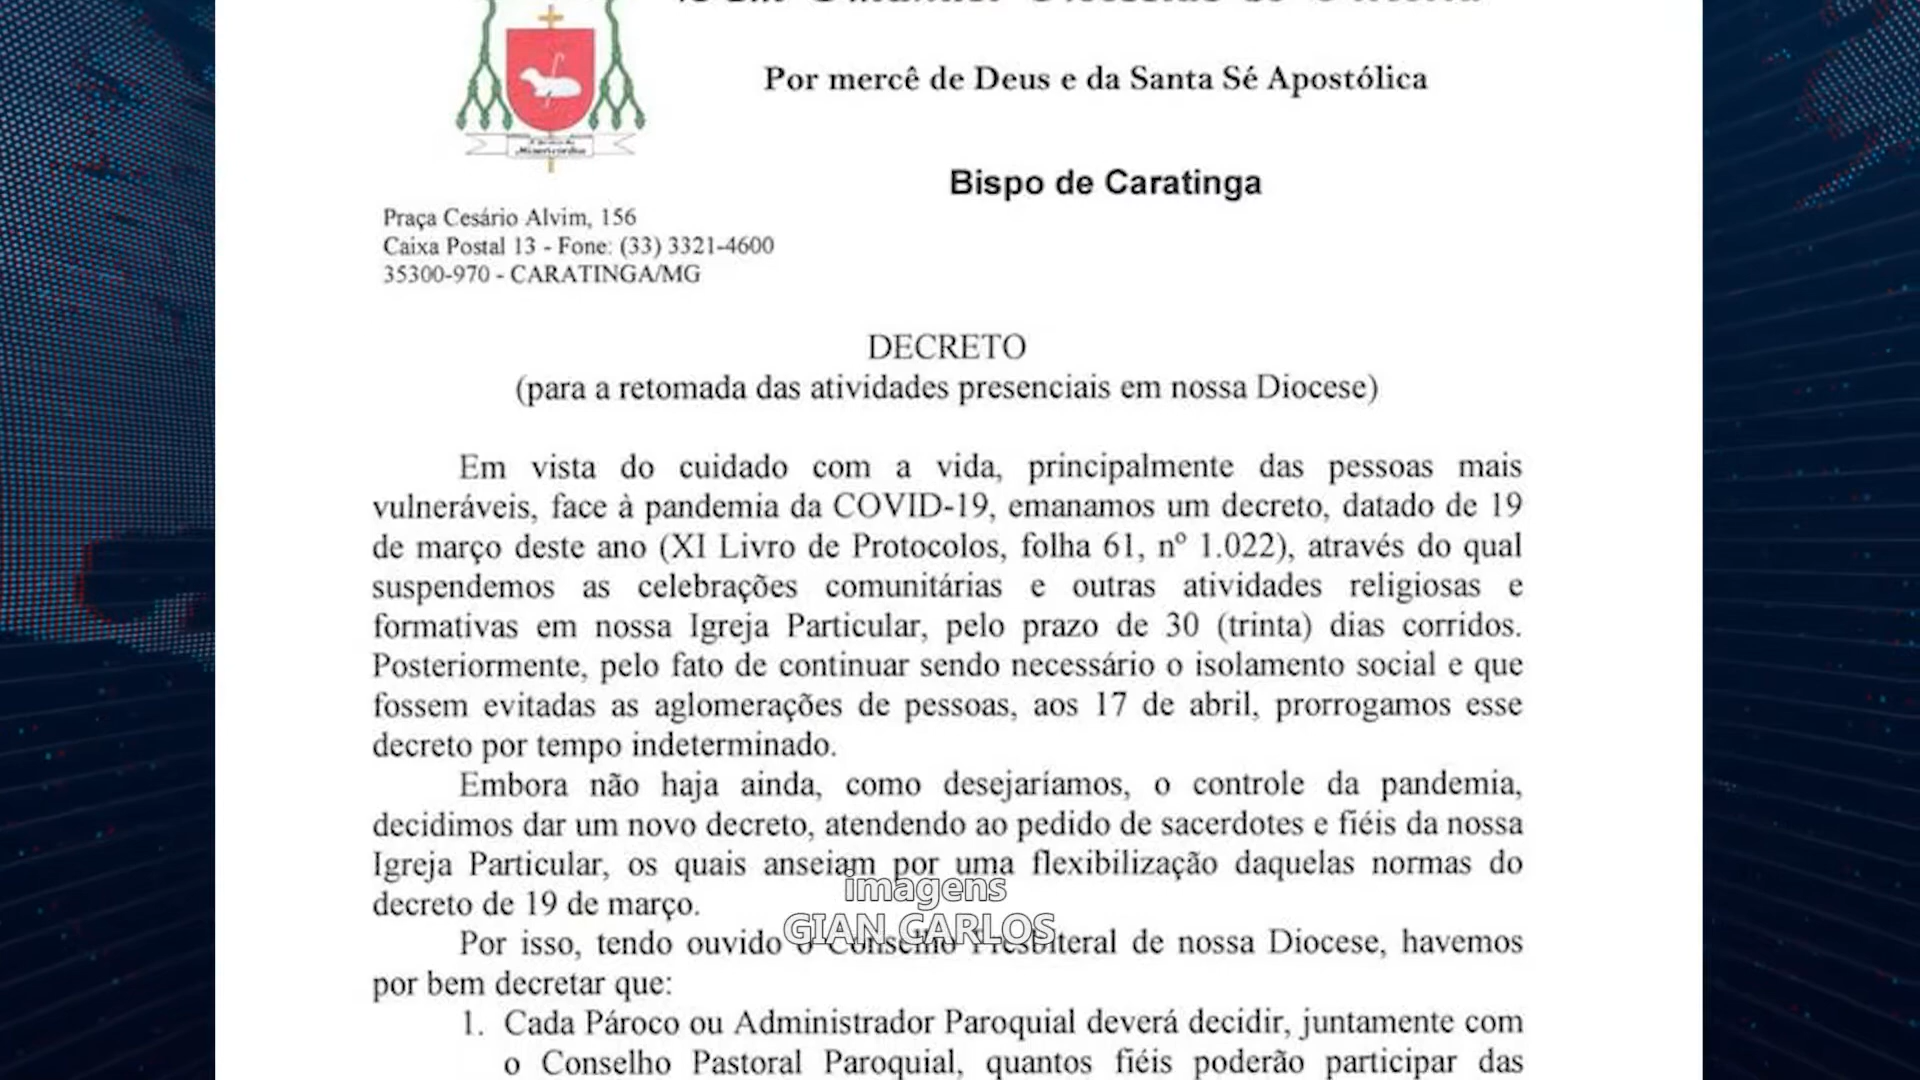 Por mercê de Deus e da Santa Sé Apostólica
Bispo de Caratinga
Misericordia
Praça Cesário Alvim, 156
Caixa Postal 13 - Fone: (33) 3321-4600
35300-970 - CARATINGA/MG
DECRETO
(para a retomada das atividades presenciais em nossa Diocese)
Em vista do cuidado com a vida, principalmente das pessoas mais
vulneráveis, face à pandemia da COVID-19, emanamos um decreto, datado de 19
de março deste ano (XI Livro de Protocolos, folha 61, nº 1.022), através do qual
suspendemos as celebrações comunitárias e outras atividades religiosas e
formativas em nossa Igreja Particular, pelo prazo de 30 (trinta) dias corridos.
Posteriormente, pelo fato de continuar sendo necessário o isolamento social e que
fossem evitadas as aglomerações de pessoas, aos 17 de abril, prorrogamos esse
decreto por tempo indeterminado.
Embora não haja ainda, como desejaríamos, o controle da pandemia,
decidimos dar um novo decreto, atendendo ao pedido de sacerdotes e fiéis da nossa
Igreja Particular, os quais anseiam por uma flexibilização daquelas normas do
decreto de 19 de março.
imagens
GIAN CARLOS
Por isso, tendo ouvido o Conselho Presbiteral de nossa Diocese, havemos
por bem decretar que:
1. Cada Pároco ou Administrador Paroquial deverá decidir, juntamente com
o Conselho Pastoral Paroquial, quantos fiéis poderão participar das